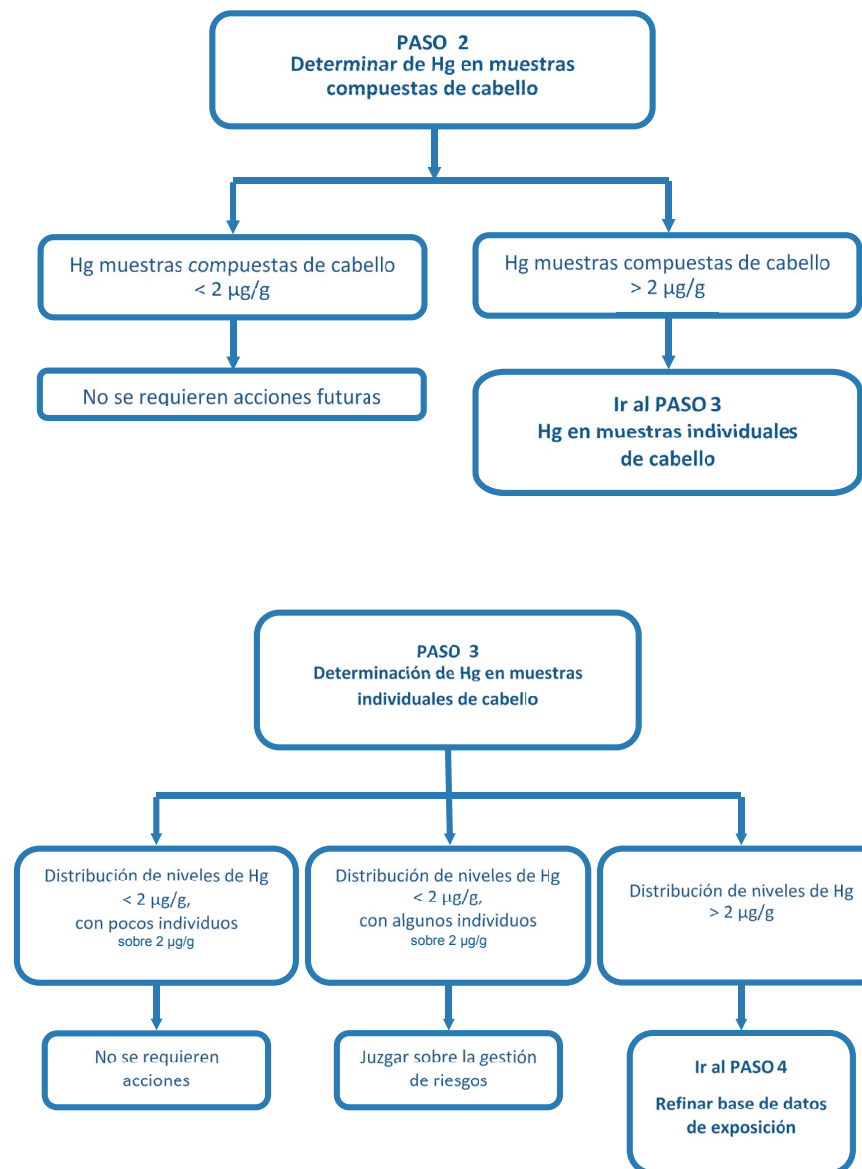 PASO 2
Determinar de Hg en muestras
compuestas de cabello
Hg muestras compuestas de cabello
< 2 µg/g
Hg muestras compuestas de cabello
> 2 µg/g
No se requieren acciones futuras
Ir al PASO 3
Hg en muestras individuales
de cabello
PASO 3
Determinación de Hg en muestras
individuales de cabello
Distribución de niveles de Hg
< 2 µg/g,
con pocos individuos
sobre 2 µg/g
Distribución de niveles de Hg
< 2 µg/g,
con algunos individuos
sobre 2 µg/g
Distribución de niveles de Hg
> 2 µg/g
No se requieren
acciones
Juzgar sobre la gestión
de riesgos
Ir al PASO 4
Refinar base de datos
de exposición